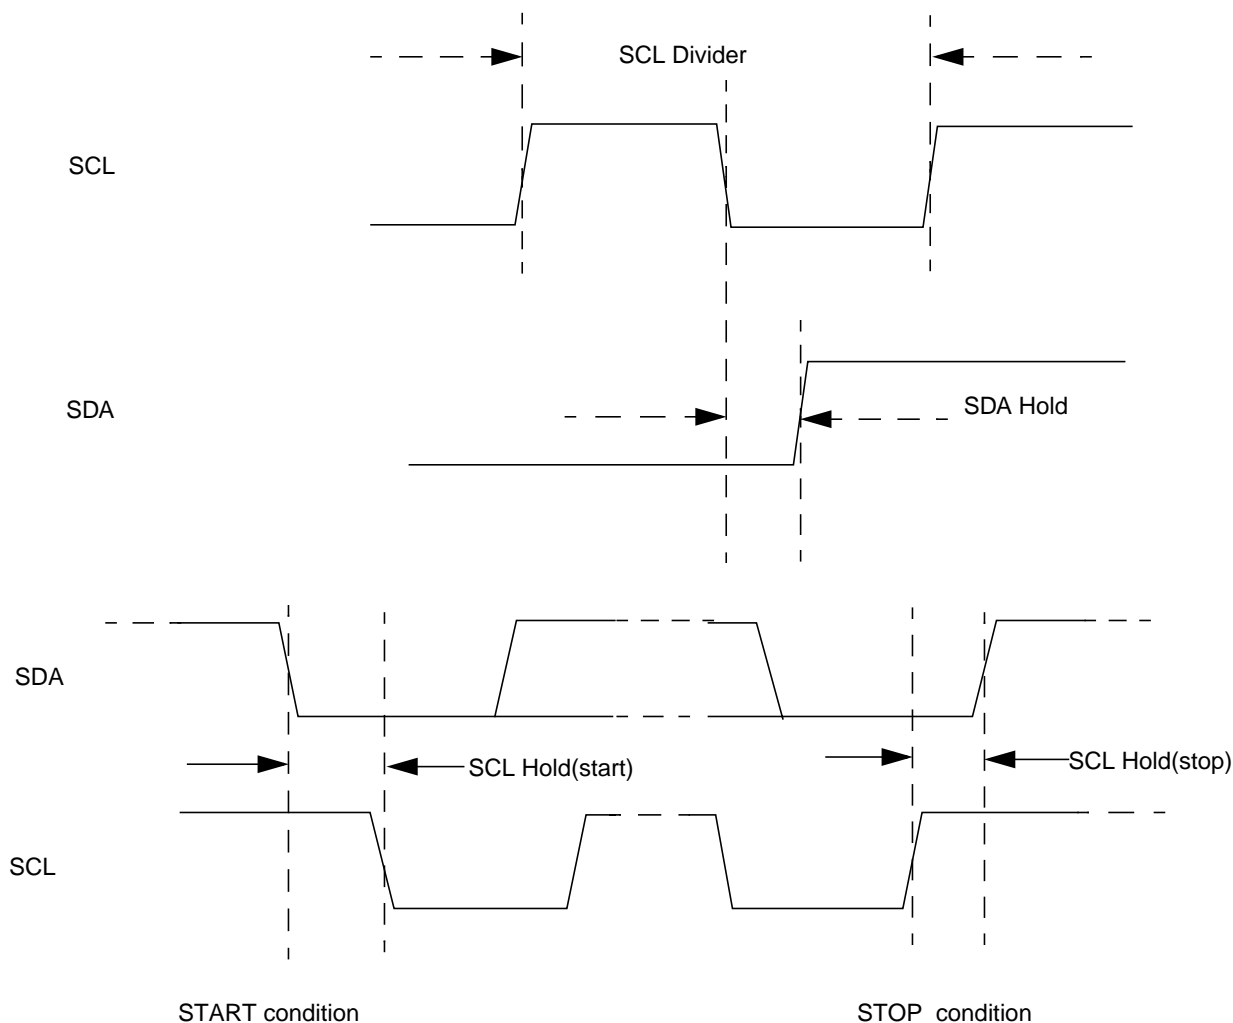 SCL Divider
SCL
SDA
SDA Hold
SDA
SCL Hold(start)
SCL Hold(stop)
SCL
START condition
STOP  condition